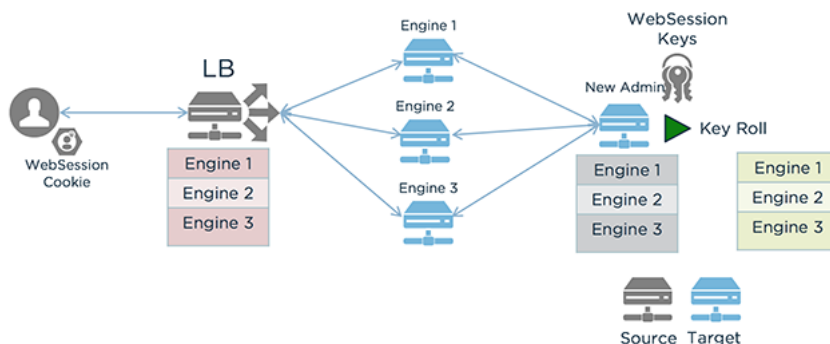 WebSession
Keys
Engine 1
LB
New Admin
Engine 2
Key Roll
WebSession
Cookie
Engine 1
Engine 2
Engine 3
Engine 3
Engine 1
Engine 2
Engine 3
Engine 1
Engine 2
Engine 3
Source
Target